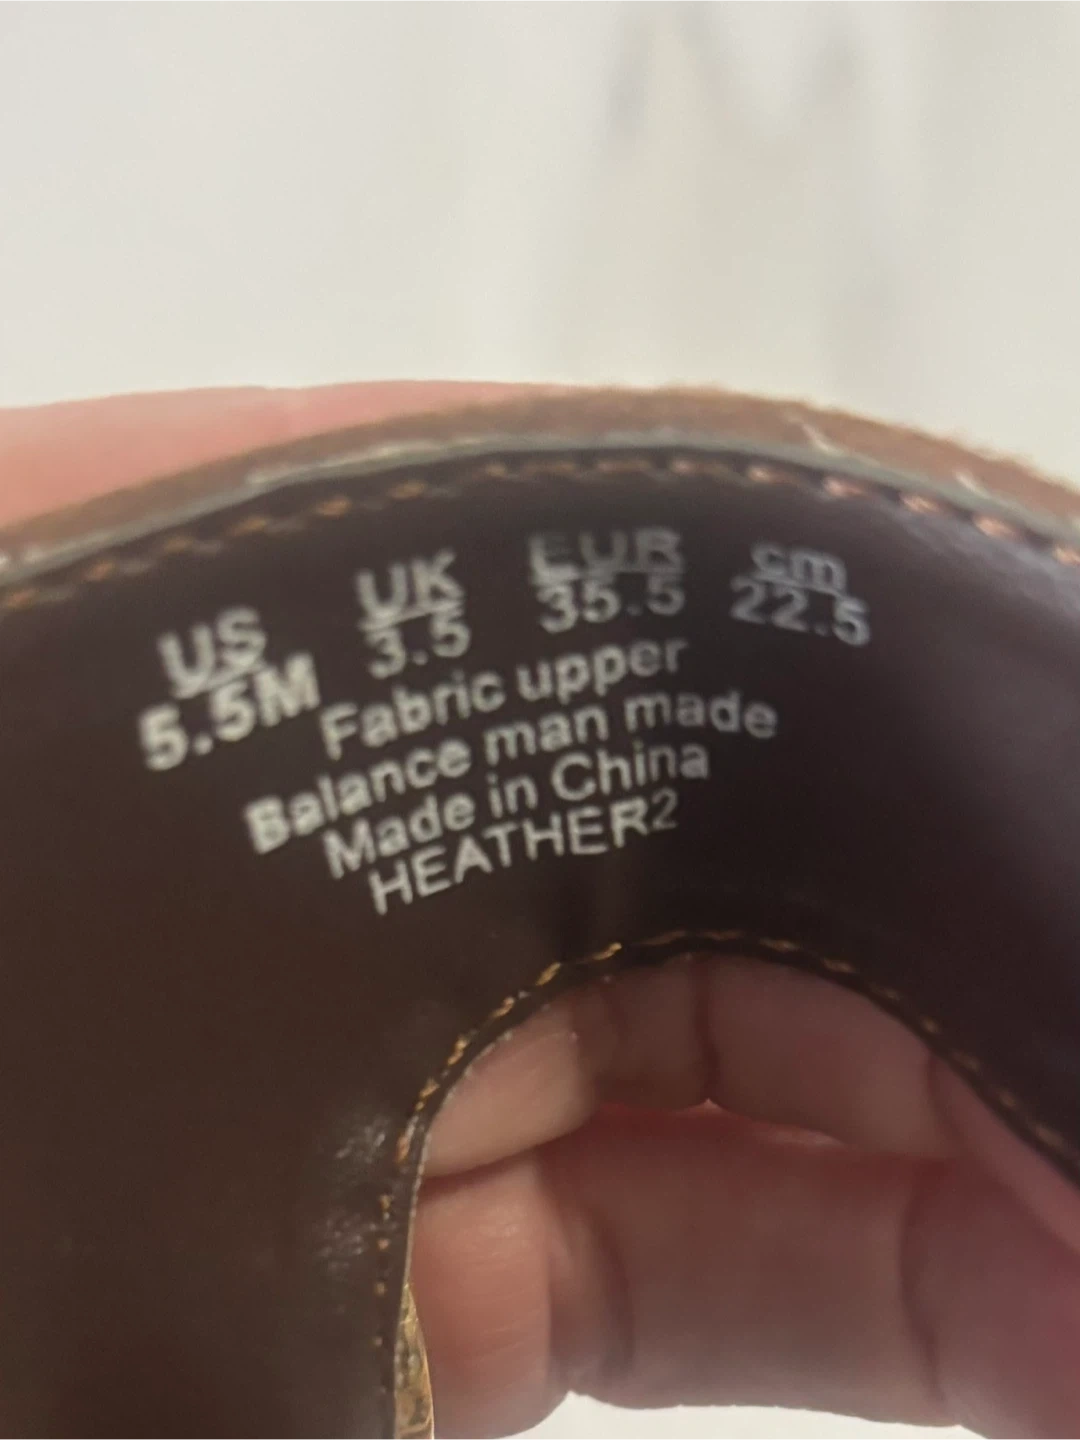 US UK EUR cm
5.5M 3.5 35.5 22.5
Fabric upper
Balance man made
Made in China
HEATHER2